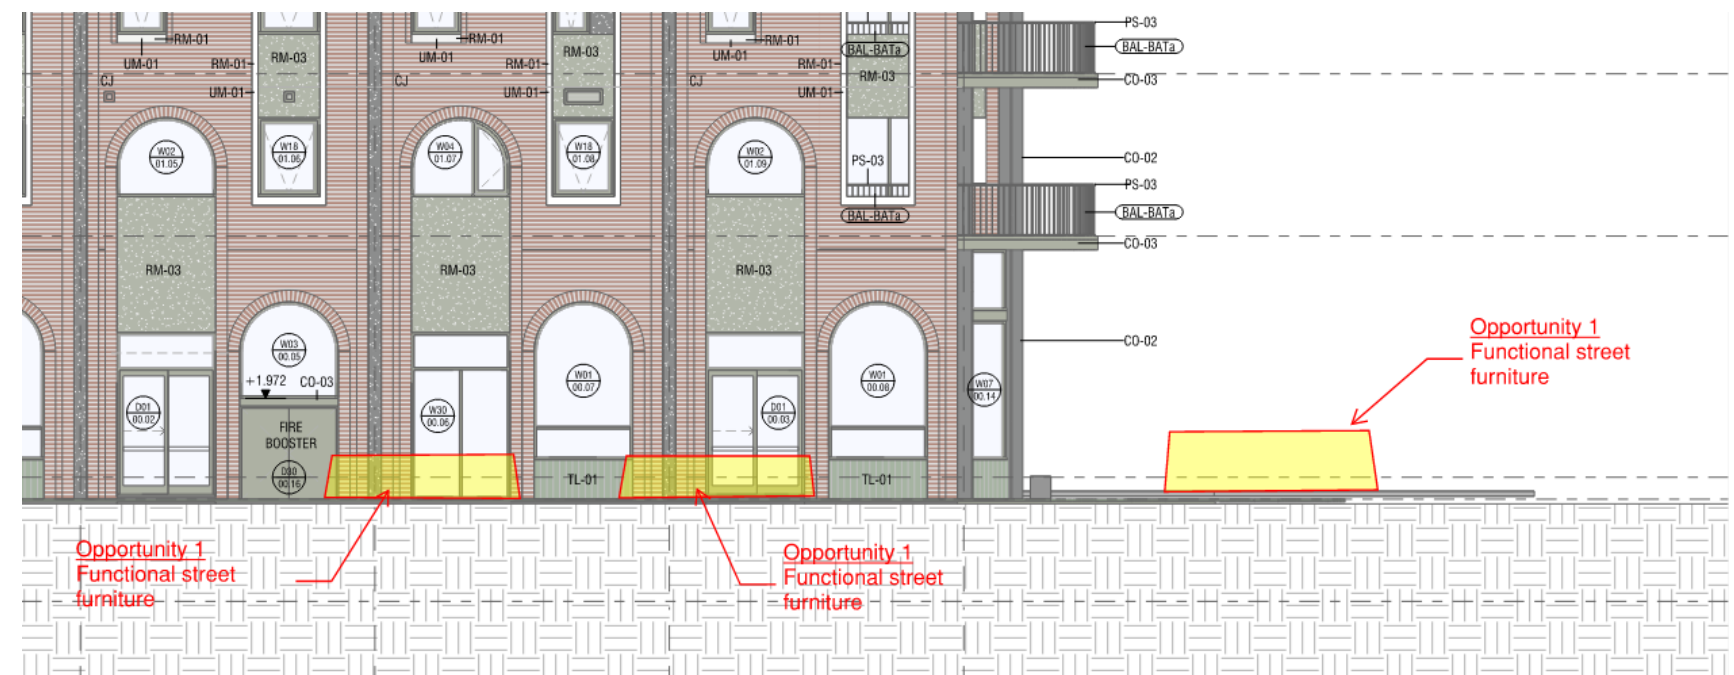 PS-03
RM-01
RM-01
RM-01
BAL-BATa
UM-01
RM-01
RM-03
UM-01
RM-01
RM-03
UM-01
RM-01
BAL-BATa
RM-03
CJ
CJ
CJ
CO-03
UM-01
UM-01
UM-01
W02
01.05
W18
01.06
W04
01.07
W18
01.08
W02
01.09
PS-03
CO-02
PS-03
BAL-BATa
BAL-BATa
CO-03
RM-03
RM-03
RM-03
W03
00.05
CO-02
Opportunity 1
Functional street
furniture
+1.972
CO-03
W01
00.07
W01
00.08
W07
00.14
D01
00.02
W30
00.06
D01
00.03
FIRE
BOOSTER
D30
00.16
TL-01
TL-01
Opportunity 1
Functional street
furniture
Opportunity 1
Functional street
furniture